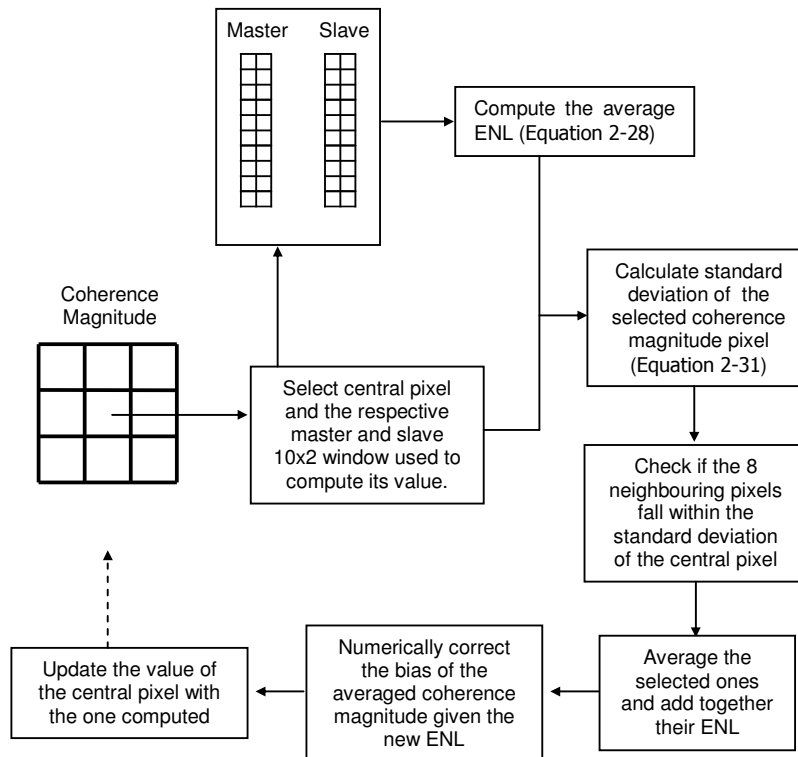 Master Slave
Compute the average
ENL (Equation 2-28)
Calculate standard
deviation of the
selected coherence
magnitude pixel
(Equation 2-31)
Coherence
Magnitude
Select central pixel
and the respective
master and slave
10x2 window used to
compute its value.
Check if the 8
neighbouring pixels
fall within the
standard deviation
of the central pixel
Average the
selected ones
and add together
their ENL
Numerically correct
the bias of the
averaged coherence
magnitude given the
new ENL
Update the value of
the central pixel with
the one computed